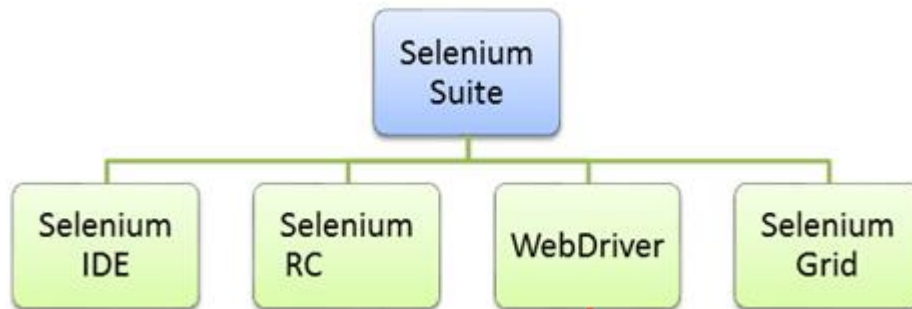 Selenium
Suite
Selenium
IDE
Selenium
RC
WebDriver
Selenium
Grid